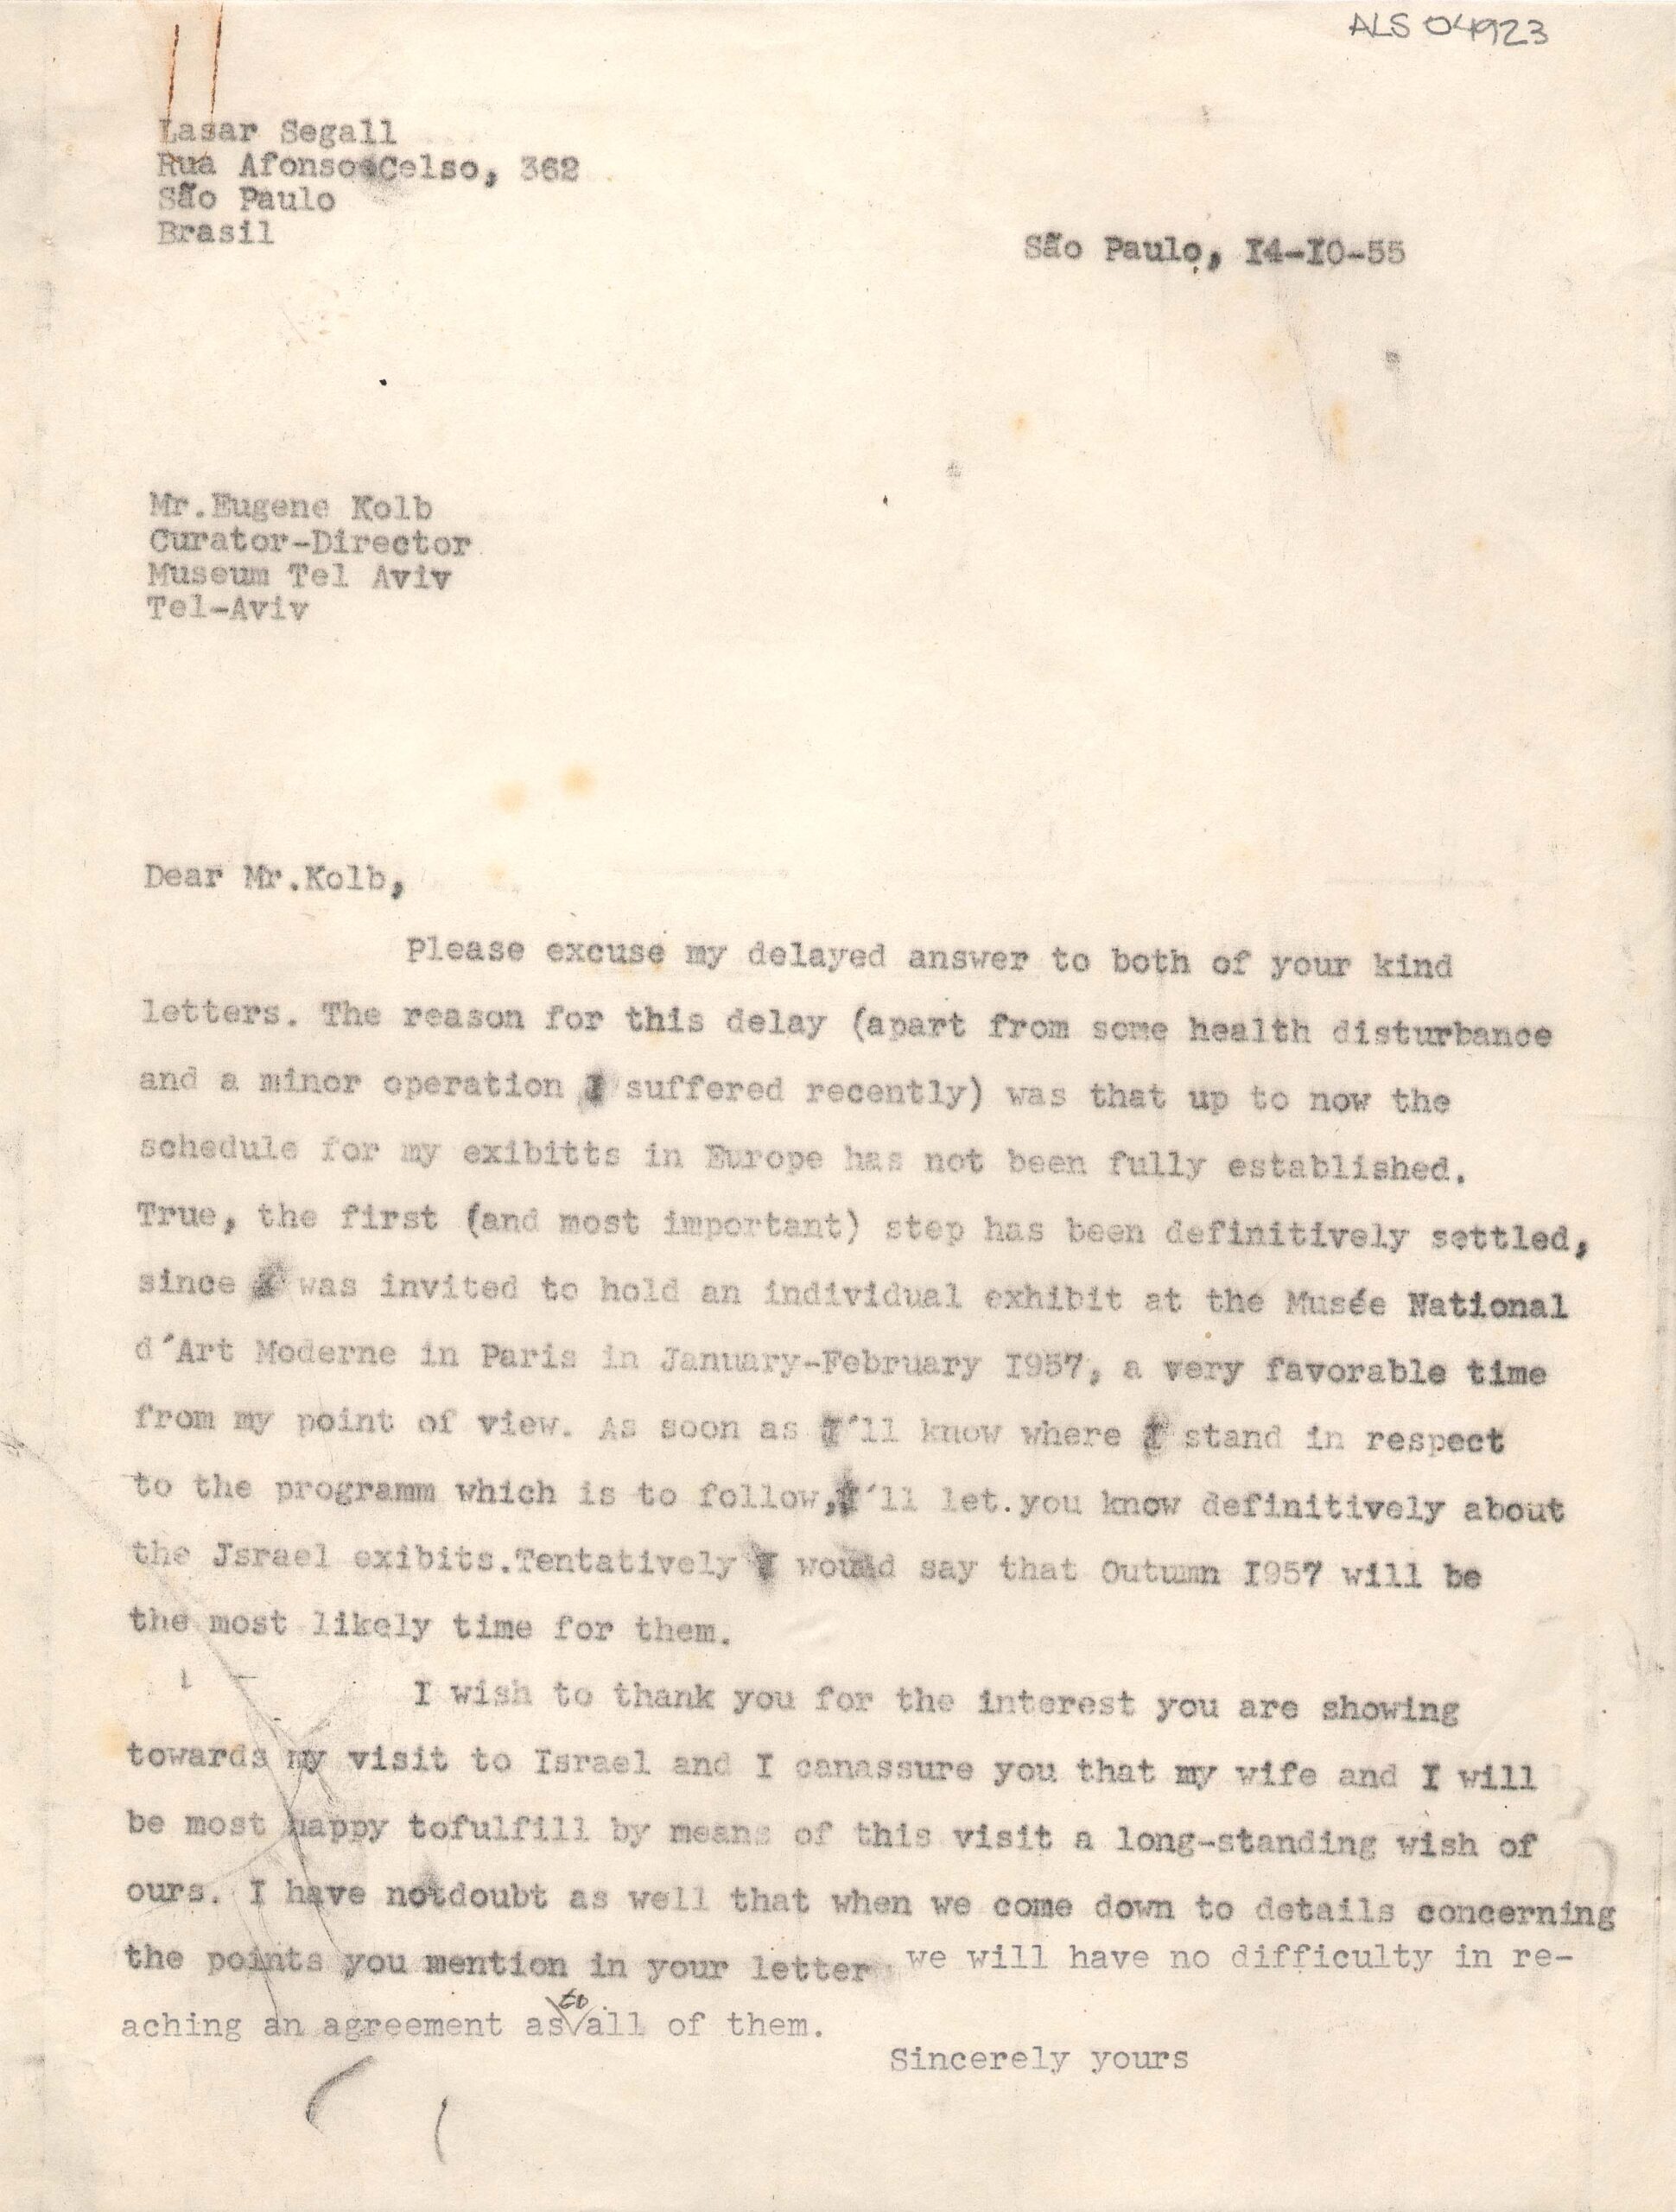 ALS 04923
Lasar Segall
Rua Afonso Celso, 362
São Paulo
Brasil
São Paulo, I4-I0-55
Mr.Eugene Kolb
Curator-Director
Museum Tel Aviv
Tel-Aviv
Dear Mr.Kolb,
Please excuse my delayed answer to both of your kind
letters. The reason for this delay (apart from some health disturbance
and a minor operation I suffered recently) was that up to now the
schedule for my exibitts in Europe has not been fully established.
True, the first (and most important) step has been definitively settled,
since I was invited to hold an individual exhibit at the Musée National
d´Art Moderne in Paris in January-February I957, a very favorable time
from my point of view. As soon as I´ll know where I stand in respect
to the programm which is to follow,I´ll let.you know definitively about
the Jsrael exibits.Tentatively I would say that Outumn I957 will be
the most likely time for them.
I wish to thank you for the interest you are showing
towards my visit to Israel and I canassure you that my wife and I will
be most happy tofulfill by means of this visit a long-standing wish of
ours. I have notdoubt as well that when we come down to details concerning
the points you mention in your letter we will have no difficulty in re-
aching an agreement as to all of them.
Sincerely yours